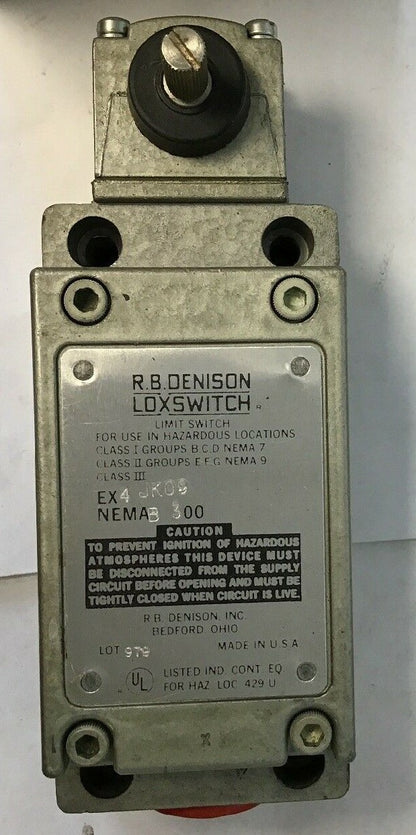 R.B. DENISON
LOXSWITCH R
LIMIT SWITCH
FOR USE IN HAZARDOUS LOCATIONS
CLASS I GROUPS B C D NEMA 7
CLASS II GROUPS E F G NEMA 9
CLASS III
EX4 JK06
NEMA B 300
CAUTION
TO PREVENT IGNITION OF HAZARDOUS
ATMOSPHERES THIS DEVICE MUST
BE DISCONNECTED FROM THE SUPPLY
CIRCUIT BEFORE OPENING AND MUST BE
TIGHTLY CLOSED WHEN CIRCUIT IS LIVE.
R.B. DENISON, INC.
BEDFORD, OHIO
LOT 979 MADE IN U.S.A.
UL LISTED IND. CONT. EQ.
FOR HAZ. LOC. 429 U
X